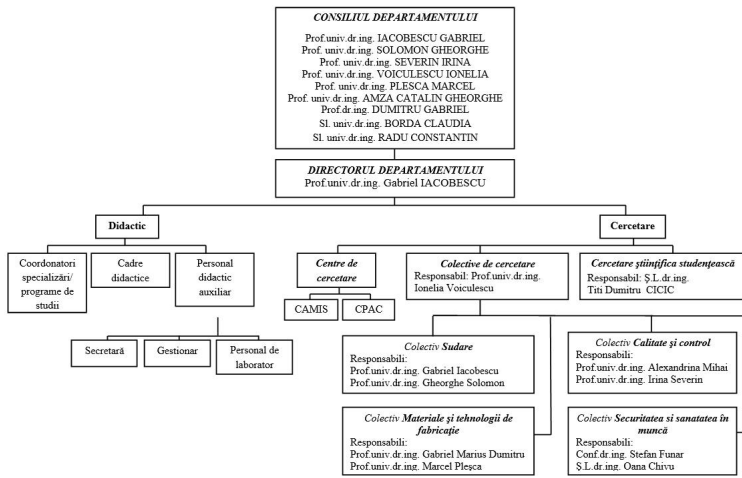 CONSILIUL DEPARTAMENTULUI
Prof.univ.dr.ing. IACOBESCU GABRIEL
Prof. univ.dr.ing. SOLOMON GHEORGHE
Prof. univ.dr.ing. SEVERIN IRINA
Prof. univ.dr.ing. VOICULESCU IONELIA
Prof. univ.dr.ing. PLESCA MARCEL
Prof. univ.dr.ing. AMZA CATALIN GHEORGHE
Prof.dr.ing. DUMITRU GABRIEL
Sl. univ.dr.ing. BORDA CLAUDIA
Sl. univ.dr.ing. RADU CONSTANTIN
DIRECTORUL DEPARTAMENTULUI
Prof.univ.dr.ing. Gabriel IACOBESCU
Didactic
Cercetare
Coordonatori
specializări/
programe de
studii
Cadre
didactice
Personal
didactic
auxiliar
Centre de
cercetare
Colective de cercetare
Responsabil: Prof.univ.dr.ing.
Ionelia Voiculescu
Cercetare ştiinţifica studenţească
Responsabil: Ş.L.dr.ing.
Titi Dumitru CICIC
CAMIS
CPAC
Secretară
Gestionar
Personal de
laborator
Colectiv Sudare
Responsabili:
Prof.univ.dr.ing. Gabriel Iacobescu
Prof.univ.dr.ing. Gheorghe Solomon
Colectiv Calitate şi control
Responsabili:
Prof.univ.dr.ing. Alexandrina Mihai
Prof.univ.dr.ing. Irina Severin
Colectiv Materiale şi tehnologii de
fabricaţie
Responsabili:
Prof.univ.dr.ing. Gabriel Marius Dumitru
Prof.univ.dr.ing. Marcel Pleşca
Colectiv Securitatea si sanatatea în
muncă
Responsabili:
Conf.dr.ing. Stefan Funar
Ş.L.dr.ing. Oana Chivu